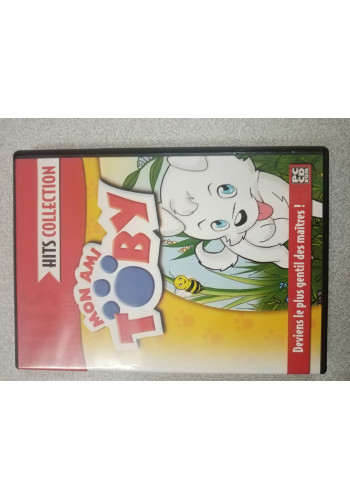 HITS COLLECTION
MON AMI
TOBY
Deviens le plus gentil des maîtres !